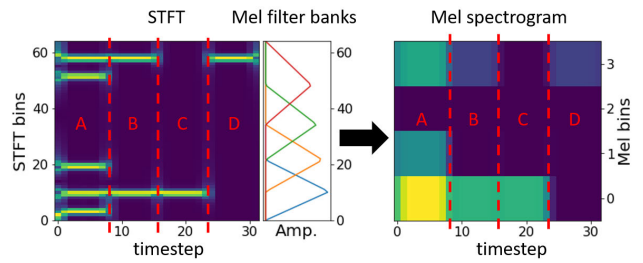 STFT
Mel filter banks
Mel spectrogram
STFT bins
60
40
20
0
A
B
C
D
0
10
20
30
timestep
60
40
20
0
Amp.
A
B
C
D
0
10
20
30
timestep
3
2
1
0
Mel bins